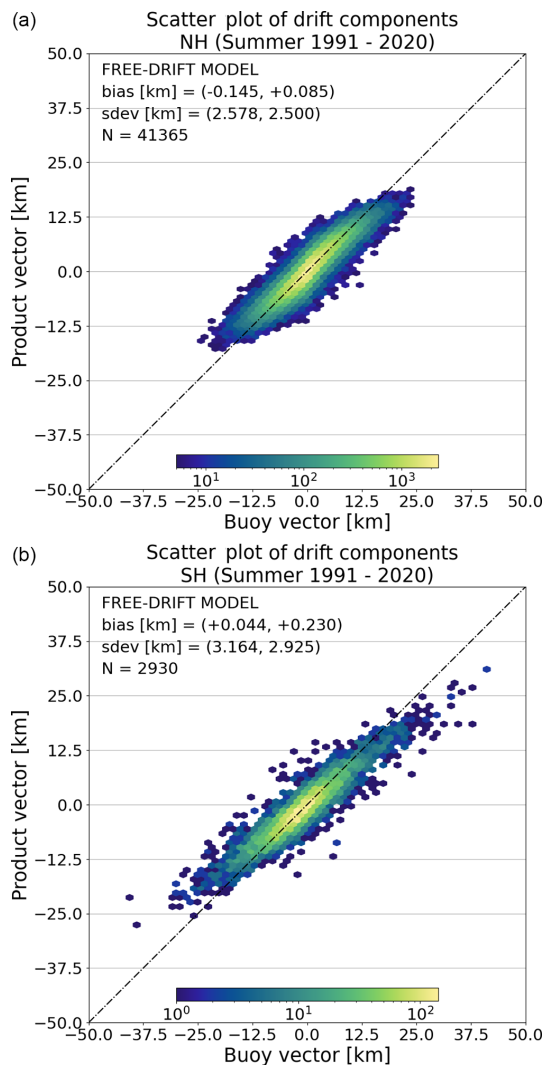 (a)
Scatter plot of drift components
NH (Summer 1991 - 2020)
50.0
FREE-DRIFT MODEL
bias [km] = (-0.145, +0.085)
37.5
sdev [km] = (2.578, 2.500)
N = 41365
25.0
12.5
0.0
−12.5
−25.0
−37.5
−50.0
Product vector [km]
10¹ 10² 10³
−50.0 −37.5 −25.0 −12.5 0.0 12.5 25.0 37.5 50.0
Buoy vector [km]
(b)
Scatter plot of drift components
SH (Summer 1991 - 2020)
50.0
FREE-DRIFT MODEL
bias [km] = (+0.044, +0.230)
37.5
sdev [km] = (3.164, 2.925)
N = 2930
25.0
12.5
0.0
−12.5
−25.0
−37.5
−50.0
Product vector [km]
10⁰ 10¹ 10²
−50.0 −37.5 −25.0 −12.5 0.0 12.5 25.0 37.5 50.0
Buoy vector [km]